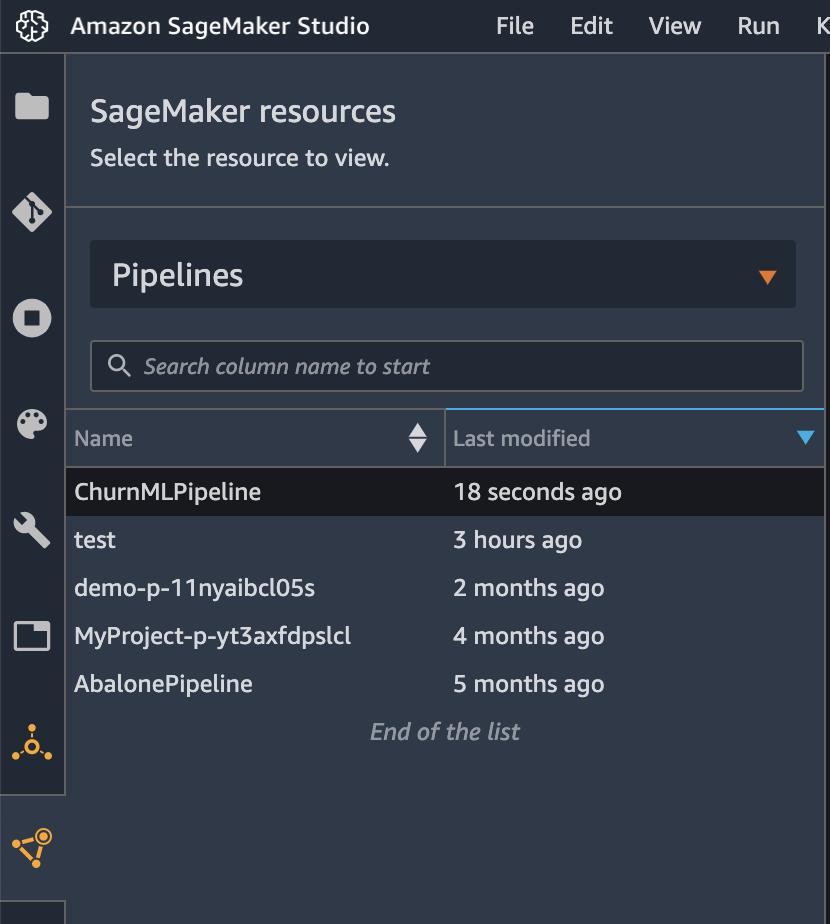 Amazon SageMaker Studio File Edit View Run K
SageMaker resources
Select the resource to view.
Pipelines
Search column name to start
Name Last modified
ChurnMLPipeline 18 seconds ago
test 3 hours ago
demo-p-11nyaibcl05s 2 months ago
MyProject-p-yt3axfdpslcl 4 months ago
AbalonePipeline 5 months ago
End of the list